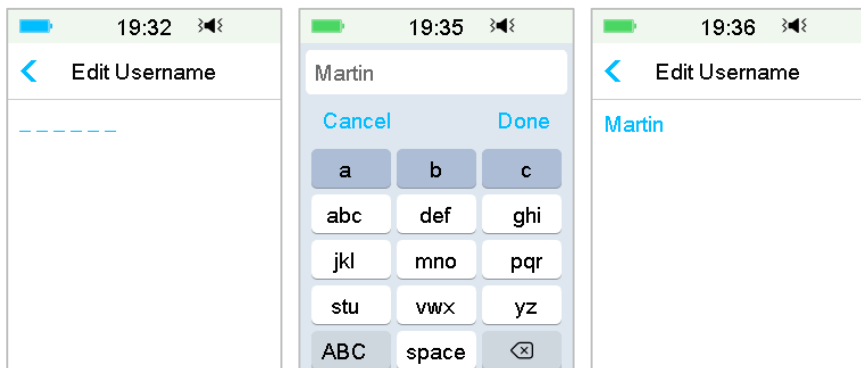 19:32
Edit Username
_ _ _ _ _ _
19:35
Martin
Cancel Done
a b c
abc def ghi
jkl mno pqr
stu vwx yz
ABC space
19:36
Edit Username
Martin